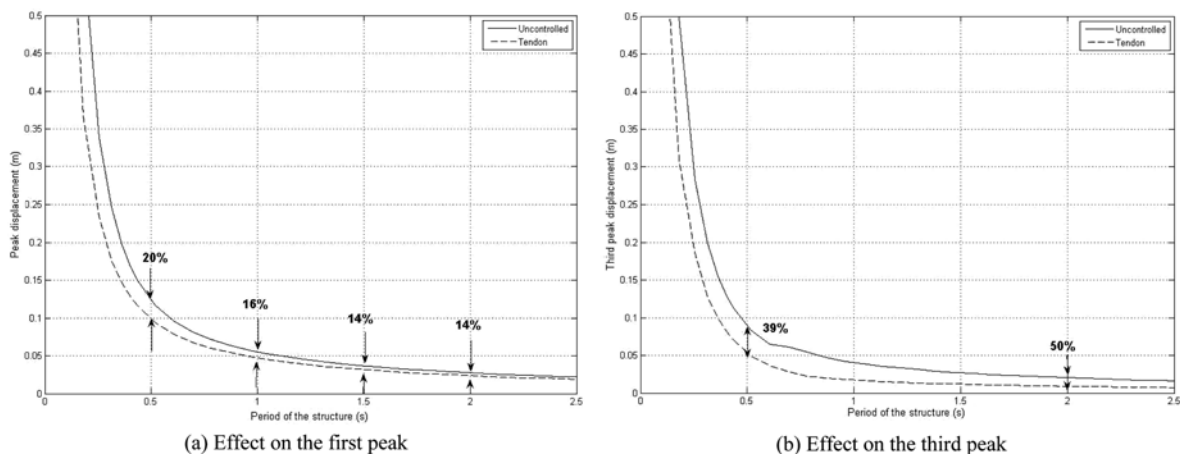 0.5
0.45
0.4
0.35
0.3
0.25
0.2
0.15
0.1
0.05
0
Peak displacement (m)
Uncontrolled
Tendon
20%
16%
14%
14%
0 0.5 1 1.5 2 2.5
Period of the structure (s)
(a) Effect on the first peak
0.5
0.45
0.4
0.35
0.3
0.25
0.2
0.15
0.1
0.05
0
Third peak displacement (m)
Uncontrolled
Tendon
39%
50%
0 0.5 1 1.5 2 2.5
Period of the structure (s)
(b) Effect on the third peak